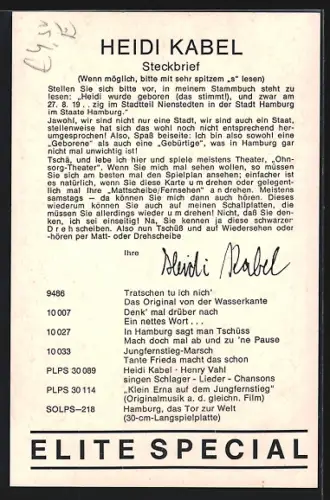 HEIDI KABEL
Steckbrief
(Wenn möglich, bitte mit sehr spitzem „s" lesen)
Stellen Sie sich bitte vor, in meinem Stammbuch steht zu
lesen: „Heidi wurde geboren (das stimmt!), und zwar am
27. 8. 19 . . zig im Stadtteil Nienstedten in der Stadt Hamburg
im Staate Hamburg."
Jawohl, wir sind nicht nur eine Stadt, wir sind auch ein Staat,
stellenweise hat sich das wohl noch nicht entsprechend her-
umgesprochen! Also, Spaß beiseite: Ich bin also sowohl eine
„Geborene" als auch eine „Gebürtige", was in Hamburg gar
nicht mal unwichtig ist!
Tschä, und lebe ich hier und spiele meistens Theater, „Ohn-
sorg-Theater". Wenn Sie mich mal sehen wollen, so müssen
Sie sich am besten mal den Spielplan ansehen; einfacher ist
es natürlich, wenn Sie diese Karte u m drehen oder gelegent-
lich mal Ihre „Mattscheibe/Fernsehen" a n drehen. Meistens
samstags – da können Sie mich dann auch hören. Dieses
wiederum können Sie auch auf meinen Schallplatten, die
müssen Sie allerdings wieder u m drehen! Nich, daß Sie den-
ken, ich sei einseitig! Na, Sie kennen ja diese schwarzen
D r e h scheiben. Also nun Tschüß und auf Wiedersehen oder
-hören per Matt- oder Drehscheibe
Ihre
Heidi Kabel
9486 Tratschen tu ich nich'
Das Original von der Wasserkante
10 007 Denk' mal drüber nach
Ein nettes Wort . . .
10 027 In Hamburg sagt man Tschüss
Mach doch mal ab und zu 'ne Pause
10 033 Jungfernstieg-Marsch
Tante Frieda macht das schon
PLPS 30 089 Heidi Kabel · Henry Vahl
singen Schlager - Lieder - Chansons
PLPS 30 114 „Klein Erna auf dem Jungfernstieg"
(Originalmusik a. d. gleichn. Film)
SOLPS–218 Hamburg, das Tor zur Welt
(30-cm-Langspielplatte)
ELITE SPECIAL